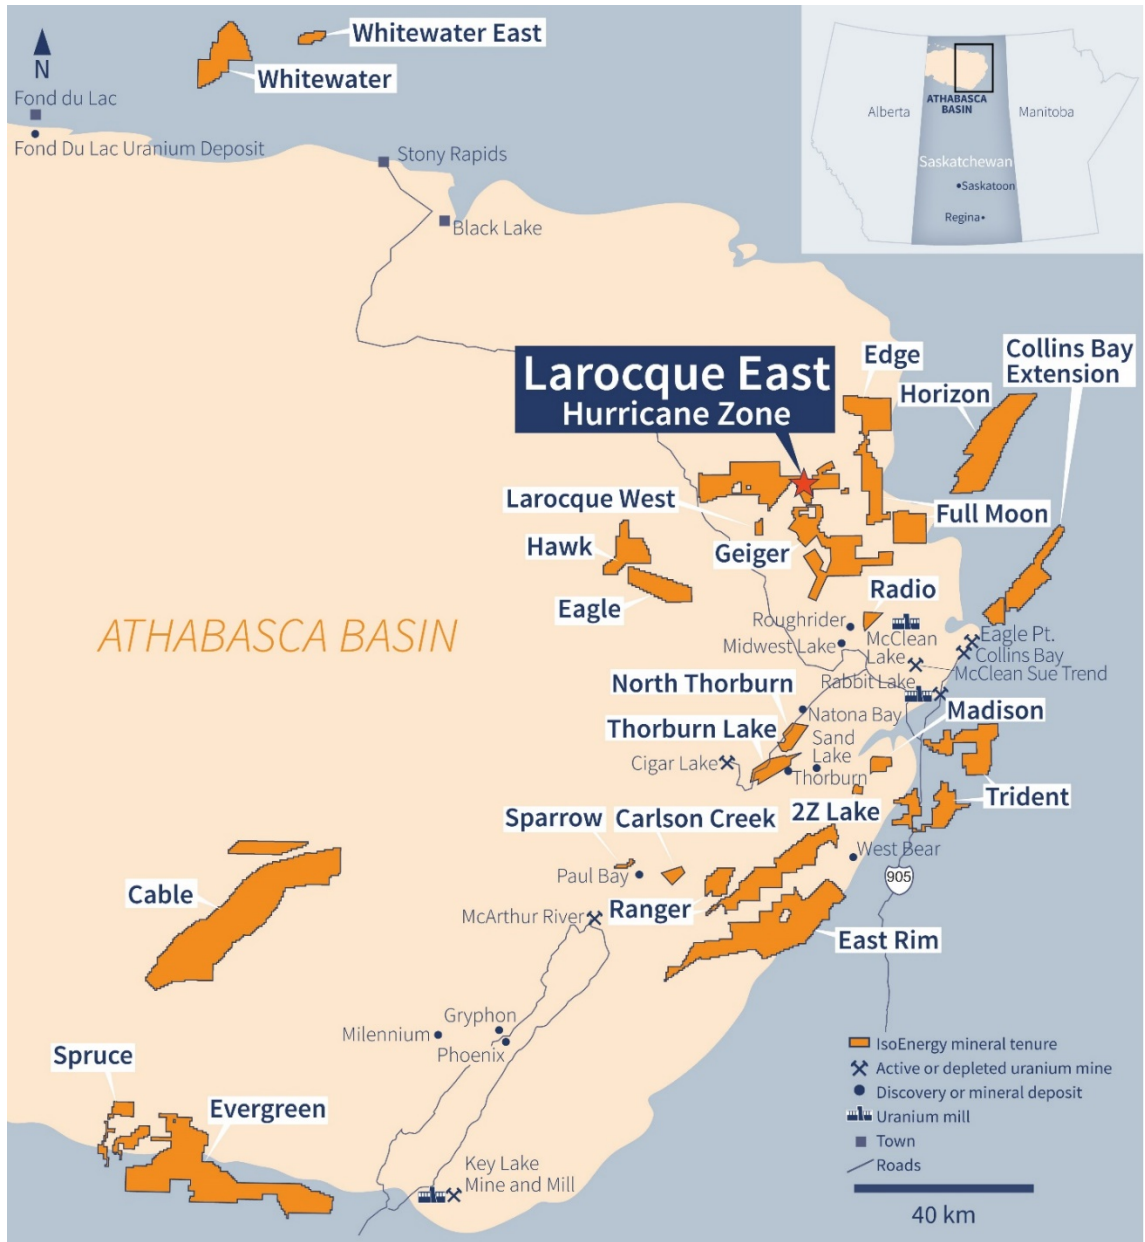 Whitewater East
Whitewater
N
Fond du Lac
Fond Du Lac Uranium Deposit
Stony Rapids
Black Lake
Alberta
ATHABASCA
BASIN
Manitoba
Saskatchewan
Saskatoon
Regina
Larocque East
Hurricane Zone
Edge
Horizon
Collins Bay
Extension
Larocque West
Hawk
Eagle
Geiger
Full Moon
Radio
ATHABASCA BASIN
Roughrider
Midwest Lake
McClean
Lake
Eagle Pt.
Collins Bay
McClean Sue Trend
Rabbit Lake
North Thorburn
Natona Bay
Madison
Thorburn Lake
Sand
Lake
Cigar Lake
Thorburn
Trident
2Z Lake
Sparrow
Carlson Creek
West Bear
Paul Bay
905
Cable
Ranger
McArthur River
East Rim
Gryphon
Milennium
Phoenix
Spruce
Evergreen
Key Lake
Mine and Mill
IsoEnergy mineral tenure
Active or depleted uranium mine
Discovery or mineral deposit
Uranium mill
Town
Roads
40 km